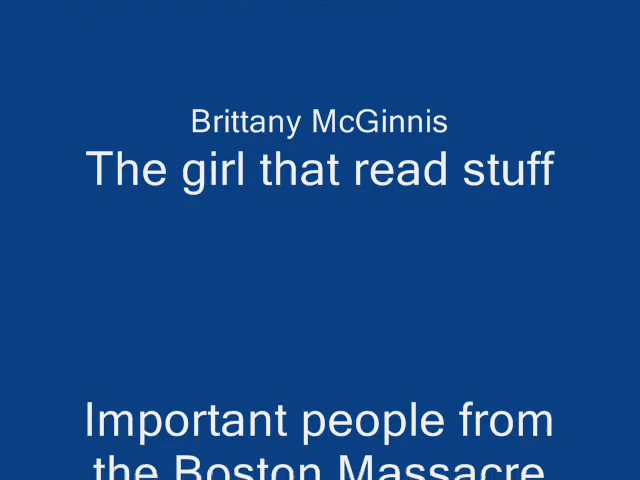 Brittany McGinnis
The girl that read stuff
Important people from
the Boston Massacre